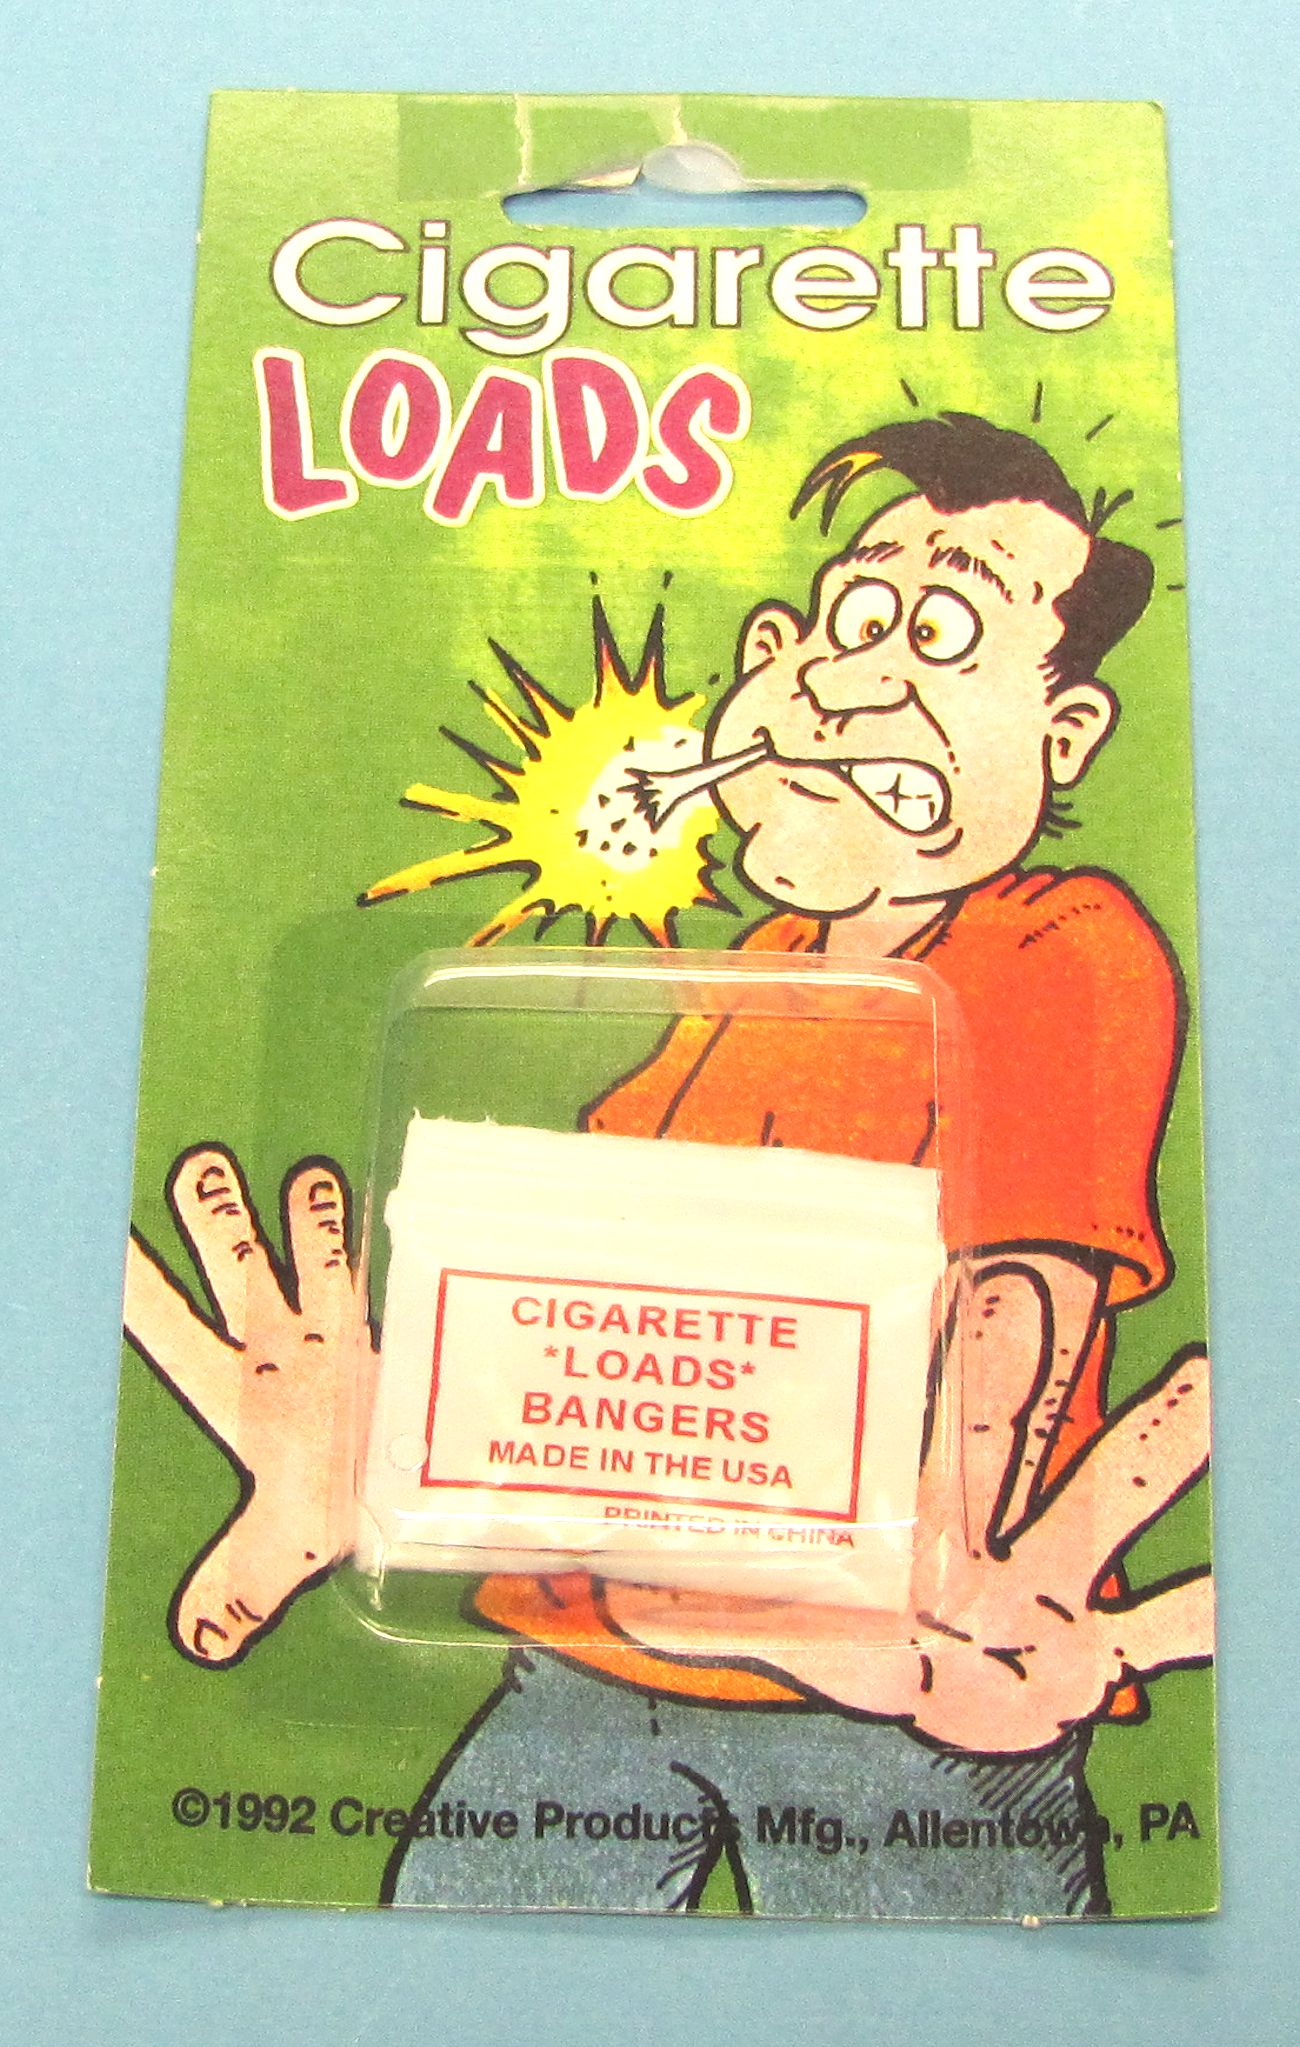 Cigarette
LOADS
CIGARETTE
*LOADS*
BANGERS
MADE IN THE USA
PRINTED IN CHINA
©1992 Creative Products Mfg., Allentown, PA